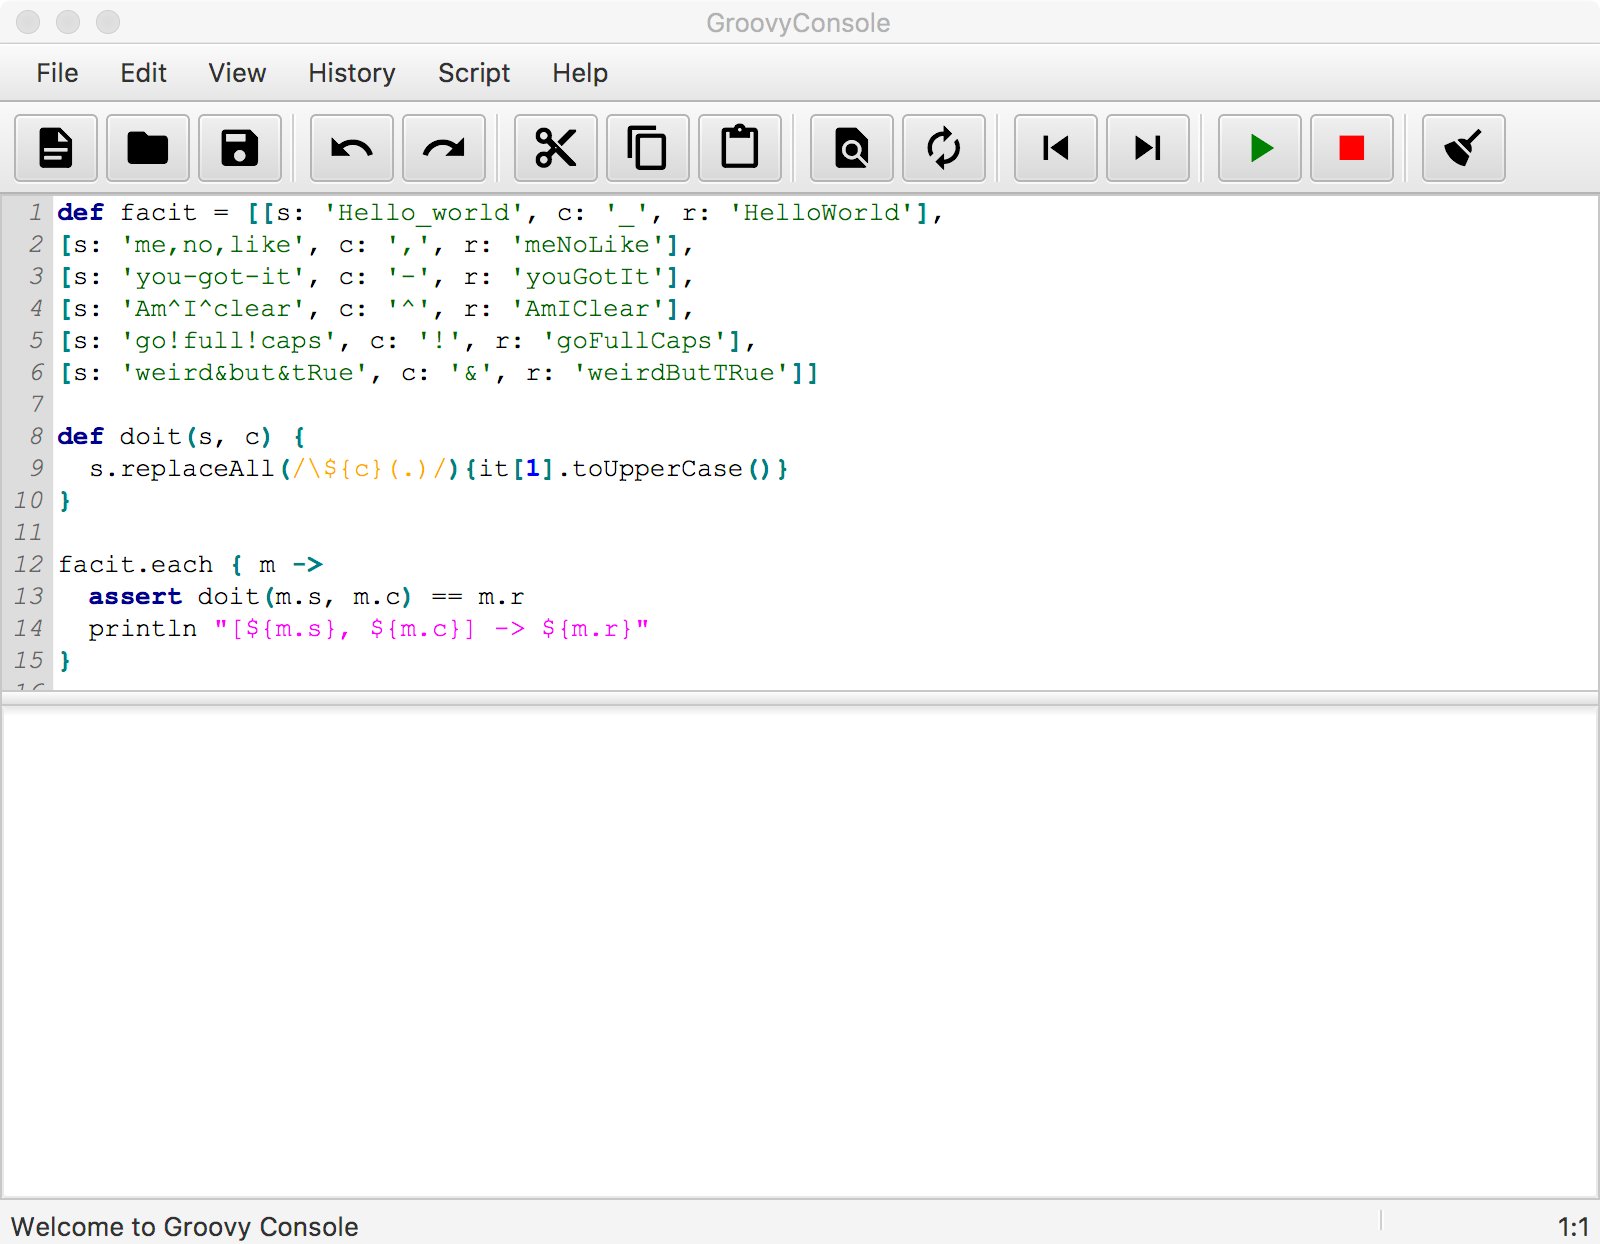 GroovyConsole
File Edit View History Script Help
1 def facit = [[s: 'Hello_world', c: '_', r: 'HelloWorld'],
2 [s: 'me,no,like', c: ',', r: 'meNoLike'],
3 [s: 'you-got-it', c: '-', r: 'youGotIt'],
4 [s: 'Am^I^clear', c: '^', r: 'AmIClear'],
5 [s: 'go!full!caps', c: '!', r: 'goFullCaps'],
6 [s: 'weird&but&tRue', c: '&', r: 'weirdButTRue']]
7
8 def doit(s, c) {
9   s.replaceAll(/\${c}(.)/){it[1].toUpperCase()}
10 }
11
12 facit.each { m ->
13   assert doit(m.s, m.c) == m.r
14   println "[${m.s}, ${m.c}] -> ${m.r}"
15 }
16
Welcome to Groovy Console 1:1